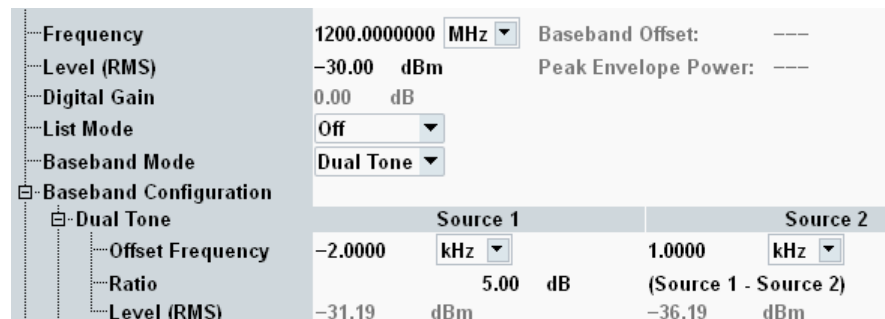 Frequency 1200.0000000 MHz Baseband Offset: ---
Level (RMS) -30.00 dBm Peak Envelope Power: ---
Digital Gain 0.00 dB
List Mode Off
Baseband Mode Dual Tone
Baseband Configuration
Dual Tone Source 1 Source 2
Offset Frequency -2.0000 kHz 1.0000 kHz
Ratio 5.00 dB (Source 1 - Source 2)
Level (RMS) -31.19 dBm -36.19 dBm